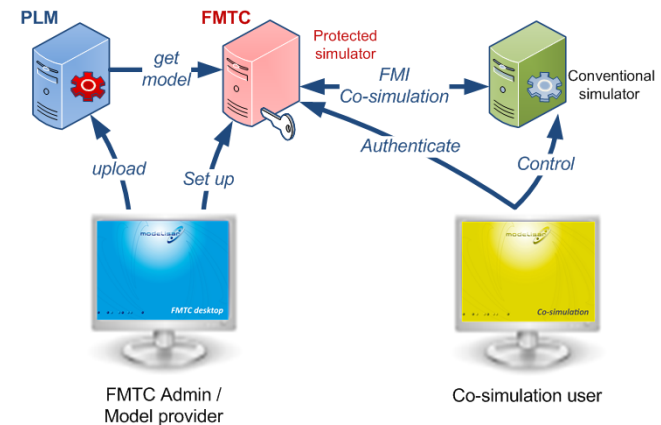 PLM
FMTC
Protected
simulator
get
model
FMI
Co-simulation
Conventional
simulator
upload
Set up
Authenticate
Control
MODELISAR
FMTC desktop
MODELISAR
Co-simulation
FMTC Admin /
Model provider
Co-simulation user